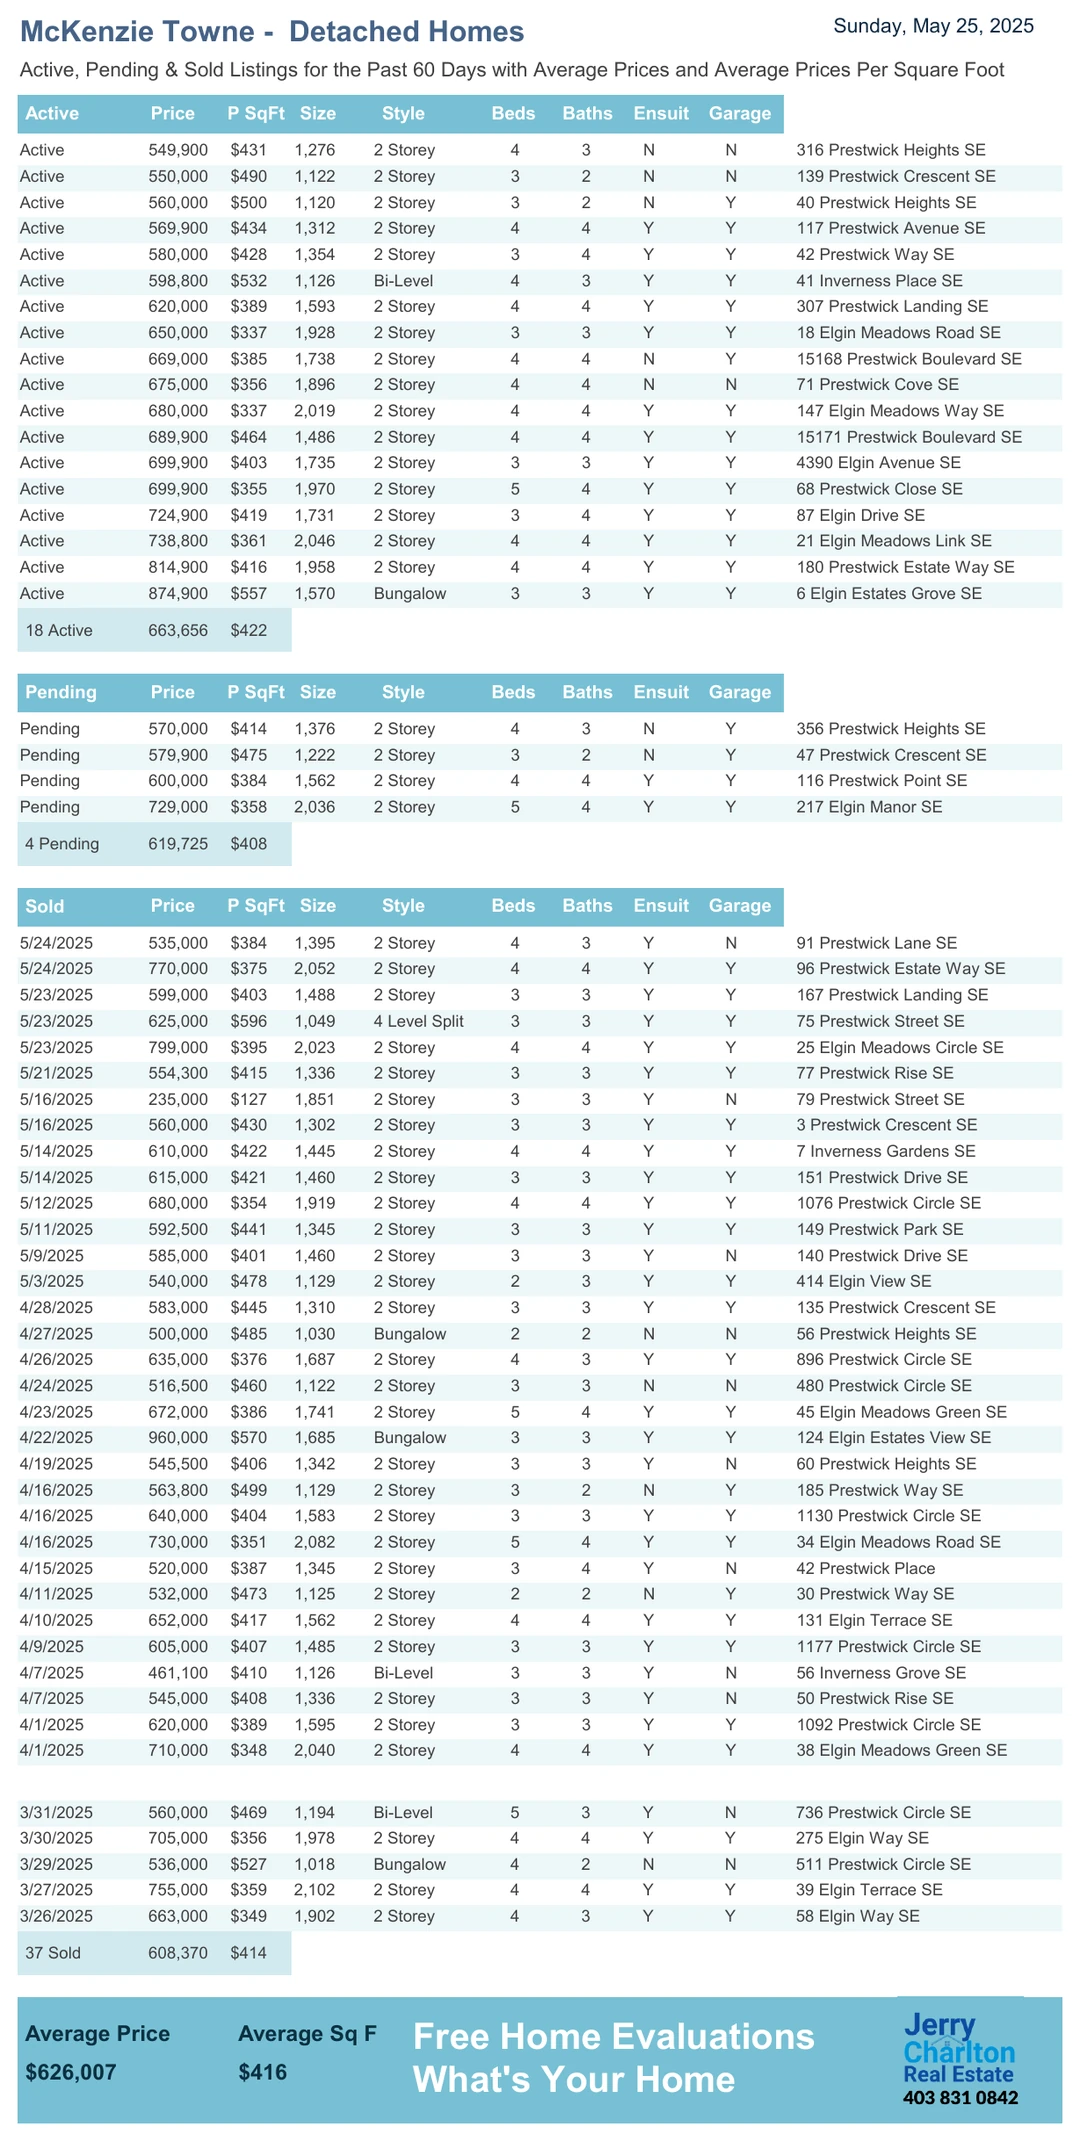 McKenzie Towne - Detached Homes
Sunday, May 25, 2025
Active, Pending & Sold Listings for the Past 60 Days with Average Prices and Average Prices Per Square Foot
Active Price P SqFt Size Style Beds Baths Ensuit Garage
Active 549,900 $431 1,276 2 Storey 4 3 N N 316 Prestwick Heights SE
Active 550,000 $490 1,122 2 Storey 3 2 N N 139 Prestwick Crescent SE
Active 560,000 $500 1,120 2 Storey 3 2 N Y 40 Prestwick Heights SE
Active 569,900 $434 1,312 2 Storey 4 4 Y Y 117 Prestwick Avenue SE
Active 580,000 $428 1,354 2 Storey 3 4 Y Y 42 Prestwick Way SE
Active 598,800 $532 1,126 Bi-Level 4 3 Y Y 41 Inverness Place SE
Active 620,000 $389 1,593 2 Storey 4 4 Y Y 307 Prestwick Landing SE
Active 650,000 $337 1,928 2 Storey 3 3 Y Y 18 Elgin Meadows Road SE
Active 669,000 $385 1,738 2 Storey 4 4 N Y 15168 Prestwick Boulevard SE
Active 675,000 $356 1,896 2 Storey 4 4 N N 71 Prestwick Cove SE
Active 680,000 $337 2,019 2 Storey 4 4 Y Y 147 Elgin Meadows Way SE
Active 689,900 $464 1,486 2 Storey 4 4 Y Y 15171 Prestwick Boulevard SE
Active 699,900 $403 1,735 2 Storey 3 3 Y Y 4390 Elgin Avenue SE
Active 699,900 $355 1,970 2 Storey 5 4 Y Y 68 Prestwick Close SE
Active 724,900 $419 1,731 2 Storey 3 4 Y Y 87 Elgin Drive SE
Active 738,800 $361 2,046 2 Storey 4 4 Y Y 21 Elgin Meadows Link SE
Active 814,900 $416 1,958 2 Storey 4 4 Y Y 180 Prestwick Estate Way SE
Active 874,900 $557 1,570 Bungalow 3 3 Y Y 6 Elgin Estates Grove SE
18 Active 663,656 $422
Pending Price P SqFt Size Style Beds Baths Ensuit Garage
Pending 570,000 $414 1,376 2 Storey 4 3 N Y 356 Prestwick Heights SE
Pending 579,900 $475 1,222 2 Storey 3 2 N Y 47 Prestwick Crescent SE
Pending 600,000 $384 1,562 2 Storey 4 4 Y Y 116 Prestwick Point SE
Pending 729,000 $358 2,036 2 Storey 5 4 Y Y 217 Elgin Manor SE
4 Pending 619,725 $408
Sold Price P SqFt Size Style Beds Baths Ensuit Garage
5/24/2025 535,000 $384 1,395 2 Storey 4 3 Y N 91 Prestwick Lane SE
5/24/2025 770,000 $375 2,052 2 Storey 4 4 Y Y 96 Prestwick Estate Way SE
5/23/2025 599,000 $403 1,488 2 Storey 3 3 Y Y 167 Prestwick Landing SE
5/23/2025 625,000 $596 1,049 4 Level Split 3 3 Y Y 75 Prestwick Street SE
5/23/2025 799,000 $395 2,023 2 Storey 4 4 Y Y 25 Elgin Meadows Circle SE
5/21/2025 554,300 $415 1,336 2 Storey 3 3 Y Y 77 Prestwick Rise SE
5/16/2025 235,000 $127 1,851 2 Storey 3 3 Y N 79 Prestwick Street SE
5/16/2025 560,000 $430 1,302 2 Storey 3 3 Y Y 3 Prestwick Crescent SE
5/14/2025 610,000 $422 1,445 2 Storey 4 4 Y Y 7 Inverness Gardens SE
5/14/2025 615,000 $421 1,460 2 Storey 3 3 Y Y 151 Prestwick Drive SE
5/12/2025 680,000 $354 1,919 2 Storey 4 4 Y Y 1076 Prestwick Circle SE
5/11/2025 592,500 $441 1,345 2 Storey 3 3 Y Y 149 Prestwick Park SE
5/9/2025 585,000 $401 1,460 2 Storey 3 3 Y N 140 Prestwick Drive SE
5/3/2025 540,000 $478 1,129 2 Storey 2 3 Y Y 414 Elgin View SE
4/28/2025 583,000 $445 1,310 2 Storey 3 3 Y Y 135 Prestwick Crescent SE
4/27/2025 500,000 $485 1,030 Bungalow 2 2 N N 56 Prestwick Heights SE
4/26/2025 635,000 $376 1,687 2 Storey 4 3 Y Y 896 Prestwick Circle SE
4/24/2025 516,500 $460 1,122 2 Storey 3 3 N N 480 Prestwick Circle SE
4/23/2025 672,000 $386 1,741 2 Storey 5 4 Y Y 45 Elgin Meadows Green SE
4/22/2025 960,000 $570 1,685 Bungalow 3 3 Y Y 124 Elgin Estates View SE
4/19/2025 545,500 $406 1,342 2 Storey 3 3 Y N 60 Prestwick Heights SE
4/16/2025 563,800 $499 1,129 2 Storey 3 2 N Y 185 Prestwick Way SE
4/16/2025 640,000 $404 1,583 2 Storey 3 3 Y Y 1130 Prestwick Circle SE
4/16/2025 730,000 $351 2,082 2 Storey 5 4 Y Y 34 Elgin Meadows Road SE
4/15/2025 520,000 $387 1,345 2 Storey 3 4 Y N 42 Prestwick Place
4/11/2025 532,000 $473 1,125 2 Storey 2 2 N Y 30 Prestwick Way SE
4/10/2025 652,000 $417 1,562 2 Storey 4 4 Y Y 131 Elgin Terrace SE
4/9/2025 605,000 $407 1,485 2 Storey 3 3 Y Y 1177 Prestwick Circle SE
4/7/2025 461,100 $410 1,126 Bi-Level 3 3 Y N 56 Inverness Grove SE
4/7/2025 545,000 $408 1,336 2 Storey 3 3 Y N 50 Prestwick Rise SE
4/1/2025 620,000 $389 1,595 2 Storey 3 3 Y Y 1092 Prestwick Circle SE
4/1/2025 710,000 $348 2,040 2 Storey 4 4 Y Y 38 Elgin Meadows Green SE
3/31/2025 560,000 $469 1,194 Bi-Level 5 3 Y N 736 Prestwick Circle SE
3/30/2025 705,000 $356 1,978 2 Storey 4 4 Y Y 275 Elgin Way SE
3/29/2025 536,000 $527 1,018 Bungalow 4 2 N N 511 Prestwick Circle SE
3/27/2025 755,000 $359 2,102 2 Storey 4 4 Y Y 39 Elgin Terrace SE
3/26/2025 663,000 $349 1,902 2 Storey 4 3 Y Y 58 Elgin Way SE
37 Sold 608,370 $414
Average Price Average Sq F
$626,007 $416
Free Home Evaluations
What's Your Home
Jerry
Charlton
Real Estate
403 831 0842